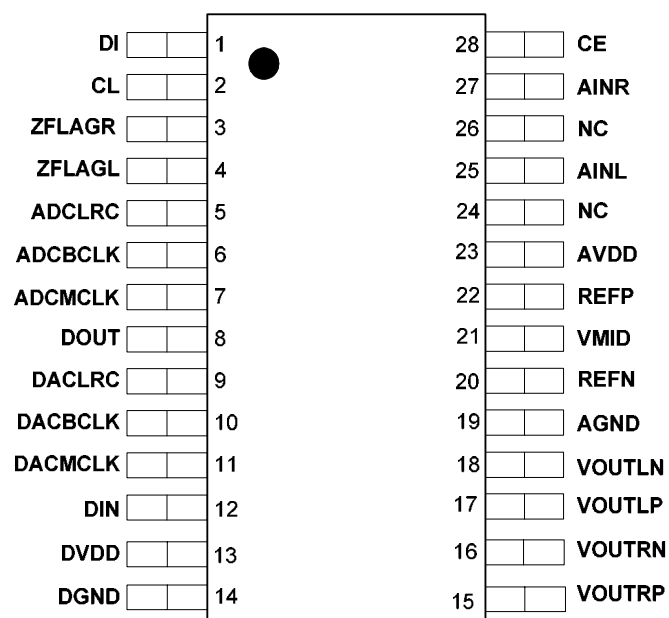 DI 1 28 CE
CL 2 27 AINR
ZFLAGR 3 26 NC
ZFLAGL 4 25 AINL
ADCLRC 5 24 NC
ADCBCLK 6 23 AVDD
ADCMCLK 7 22 REFP
DOUT 8 21 VMID
DACLRC 9 20 REFN
DACBCLK 10 19 AGND
DACMCLK 11 18 VOUTLN
DIN 12 17 VOUTLP
DVDD 13 16 VOUTRN
DGND 14 15 VOUTRP